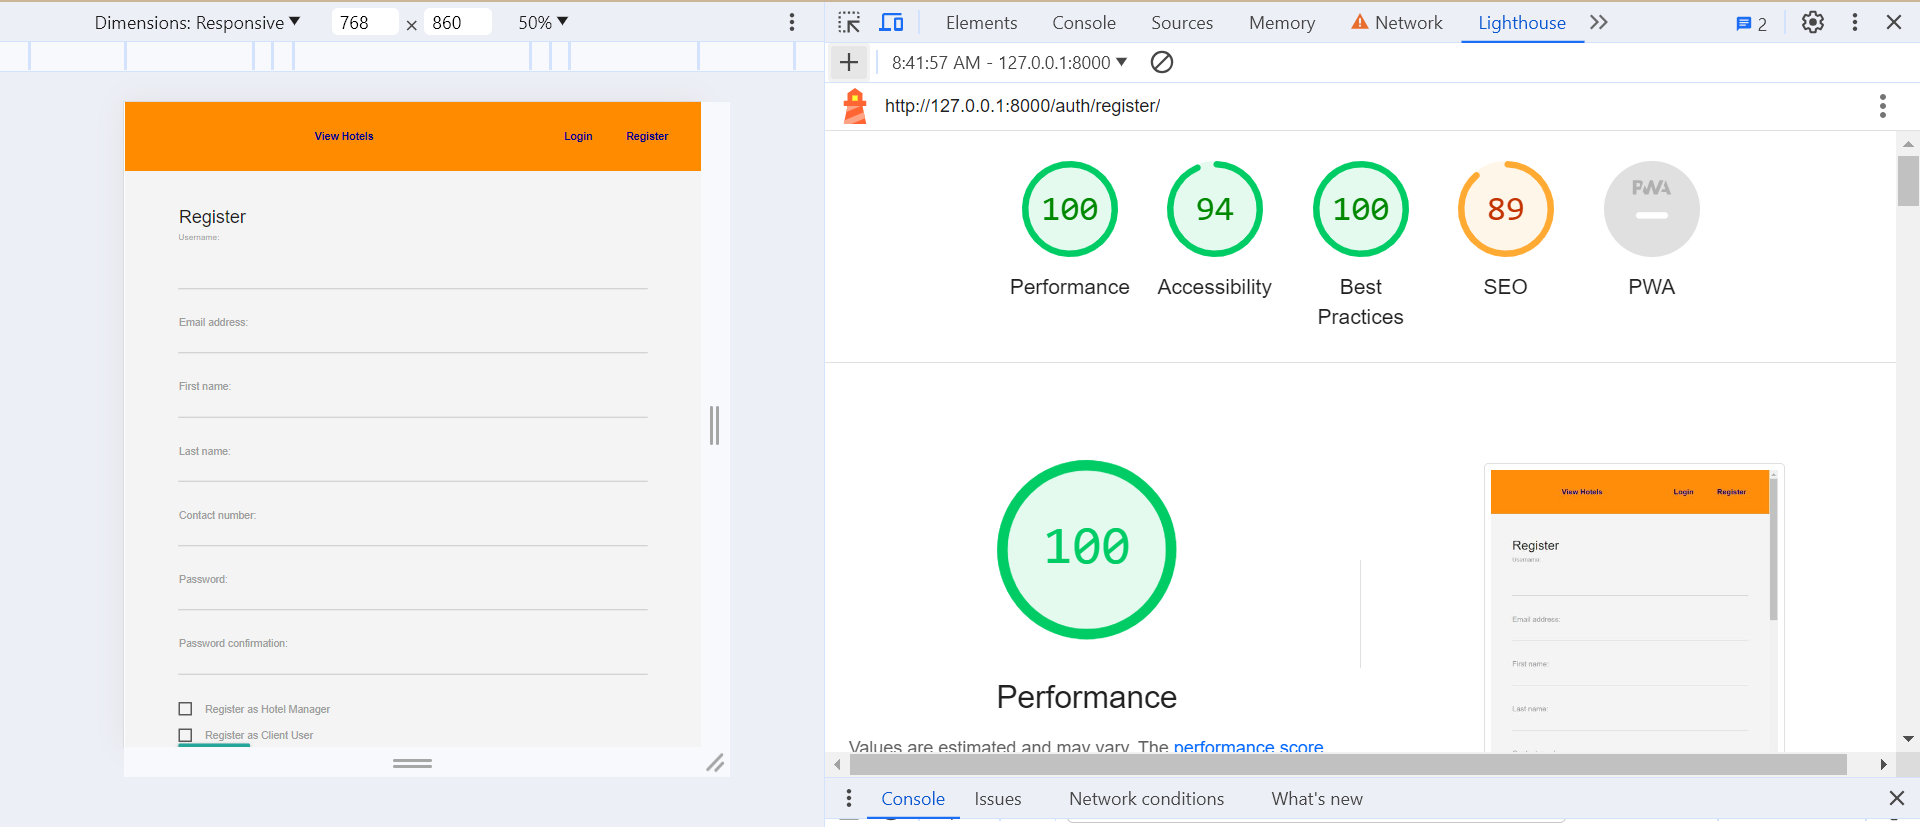 Dimensions: Responsive 768 × 860 50%
Elements Console Sources Memory Network Lighthouse 2
8:41:57 AM - 127.0.0.1:8000
http://127.0.0.1:8000/auth/register/
View Hotels Login Register
Register
Username:
Email address:
First name:
Last name:
Contact number:
Password:
Password confirmation:
Register as Hotel Manager
Register as Client User
100 94 100 89 PWA
Performance Accessibility Best Practices SEO PWA
100
Performance
Values are estimated and may vary. The performance score
View Hotels Login Register
Register
Username:
Email address:
First name:
Last name:
Console Issues Network conditions What's new